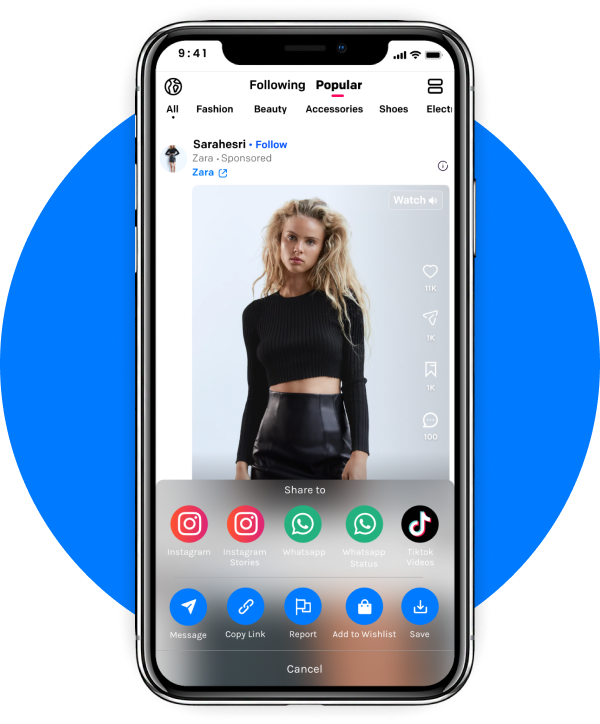 9:41
Following Popular
All Fashion Beauty Accessories Shoes Elect
Sarahesri • Follow
Zara • Sponsored
Zara
Watch
11K
1K
1K
100
Share to
Instagram Instagram Stories Whatsapp Whatsapp Status Tiktok Videos
Message Copy Link Report Add to Wishlist Save
Cancel